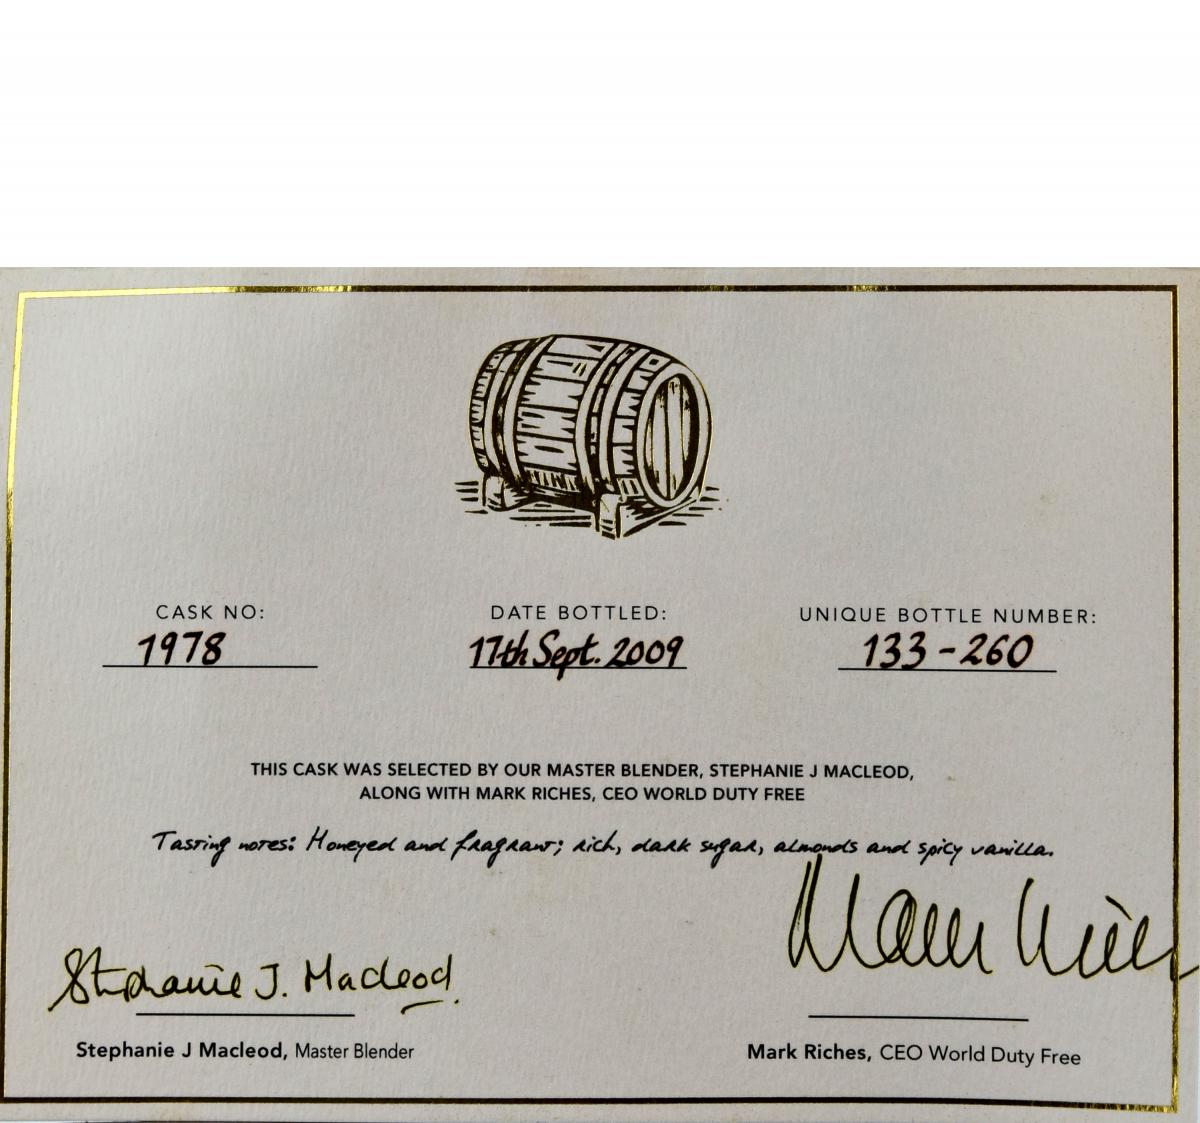 CASK NO: DATE BOTTLED: UNIQUE BOTTLE NUMBER:
1978 17th Sept. 2009 133-260
THIS CASK WAS SELECTED BY OUR MASTER BLENDER, STEPHANIE J MACLEOD,
ALONG WITH MARK RICHES, CEO WORLD DUTY FREE
Tasting notes: Honeyed and fragrant; rich, dark sugar, almonds and spicy vanilla.
Stephanie J. Macleod
Stephanie J Macleod, Master Blender Mark Riches, CEO World Duty Free